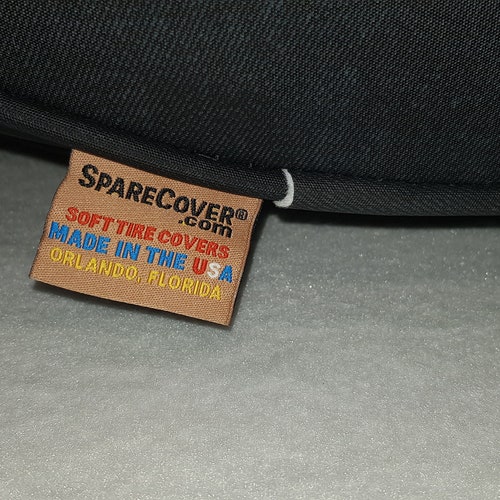 SPARECOVER®
.com
SOFT TIRE COVERS
MADE IN THE USA
ORLANDO, FLORIDA